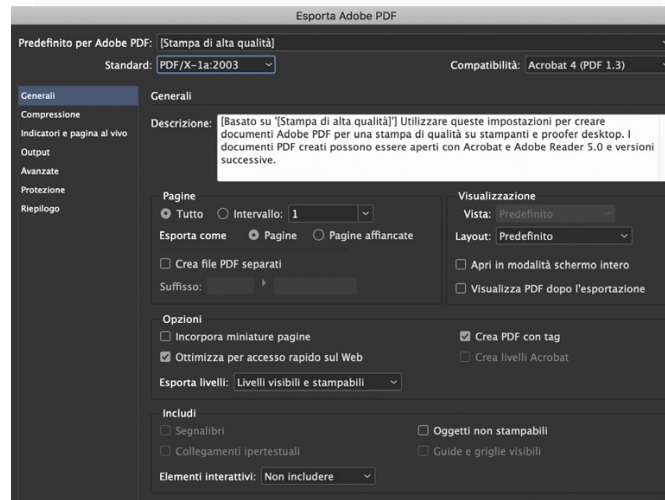 Esporta Adobe PDF
Predefinito per Adobe PDF: [Stampa di alta qualità]
Standard: PDF/X-1a:2003 Compatibilità: Acrobat 4 (PDF 1.3)
Generali
Compressione
Indicatori e pagina al vivo
Output
Avanzate
Protezione
Riepilogo
Generali
Descrizione: [Basato su '[Stampa di alta qualità]'] Utilizzare queste impostazioni per creare
documenti Adobe PDF per una stampa di qualità su stampanti e proofer desktop. I
documenti PDF creati possono essere aperti con Acrobat e Adobe Reader 5.0 e versioni
successive.
Pagine
Tutto Intervallo: 1
Esporta come Pagine Pagine affiancate
Crea file PDF separati
Suffisso:
Visualizzazione
Vista: Predefinito
Layout: Predefinito
Apri in modalità schermo intero
Visualizza PDF dopo l'esportazione
Opzioni
Incorpora miniature pagine Crea PDF con tag
Ottimizza per accesso rapido sul Web Crea livelli Acrobat
Esporta livelli: Livelli visibili e stampabili
Includi
Segnalibri Oggetti non stampabili
Collegamenti ipertestuali Guide e griglie visibili
Elementi interattivi: Non includere